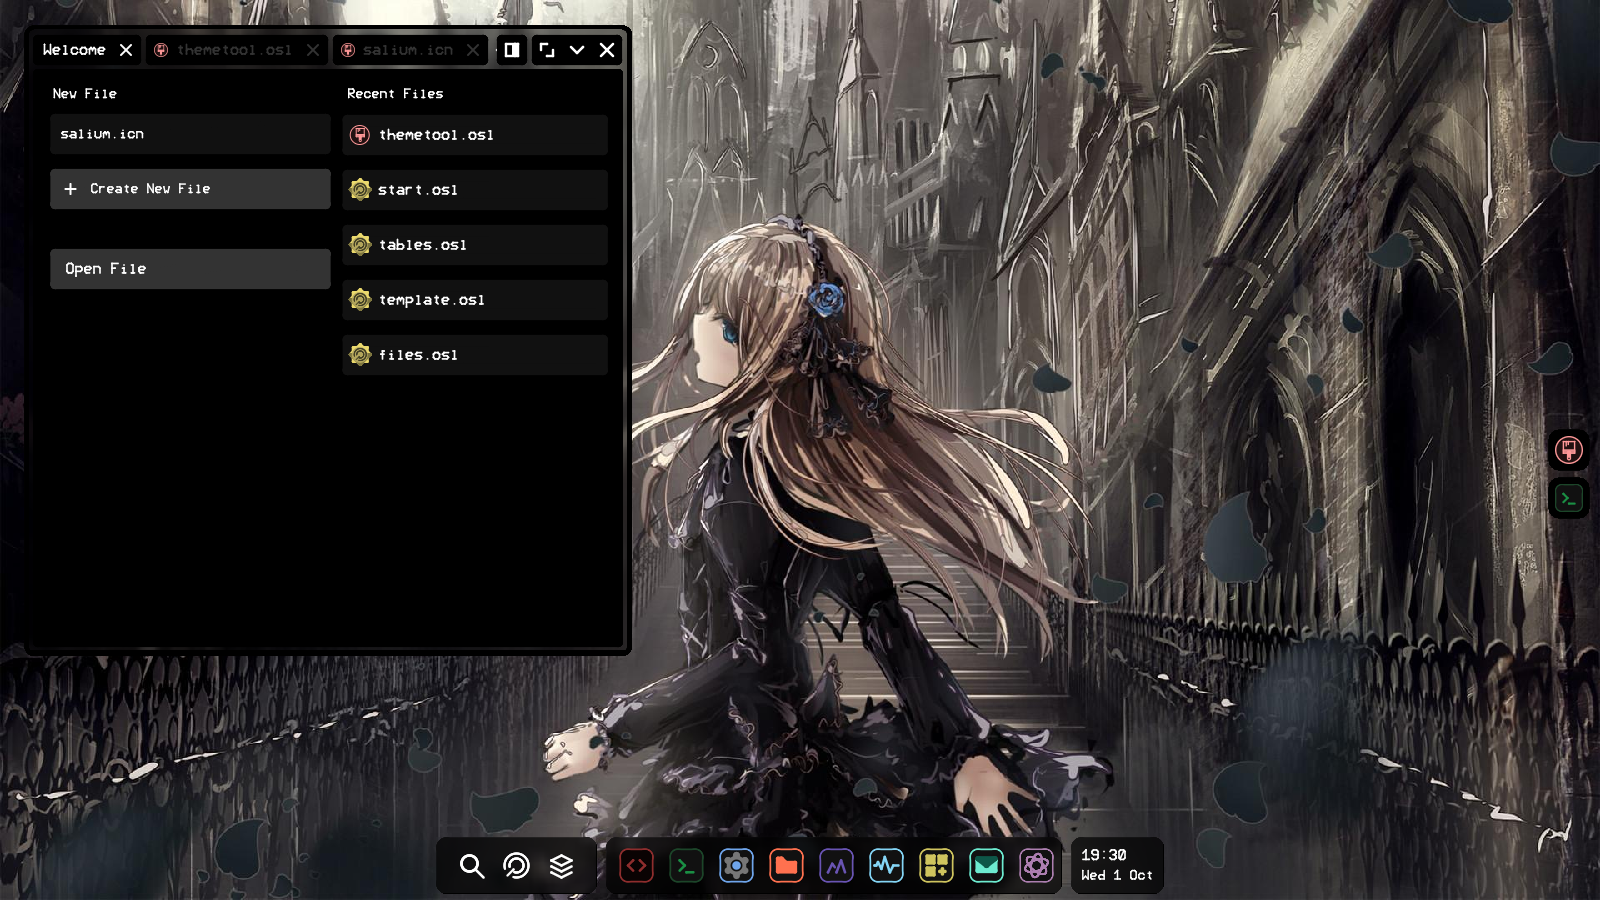 Welcome
themetool.osl
salium.icn
New File
salium.icn
+ Create New File
Open File
Recent Files
themetool.osl
start.osl
tables.osl
template.osl
files.osl
19:30
Wed 1 Oct